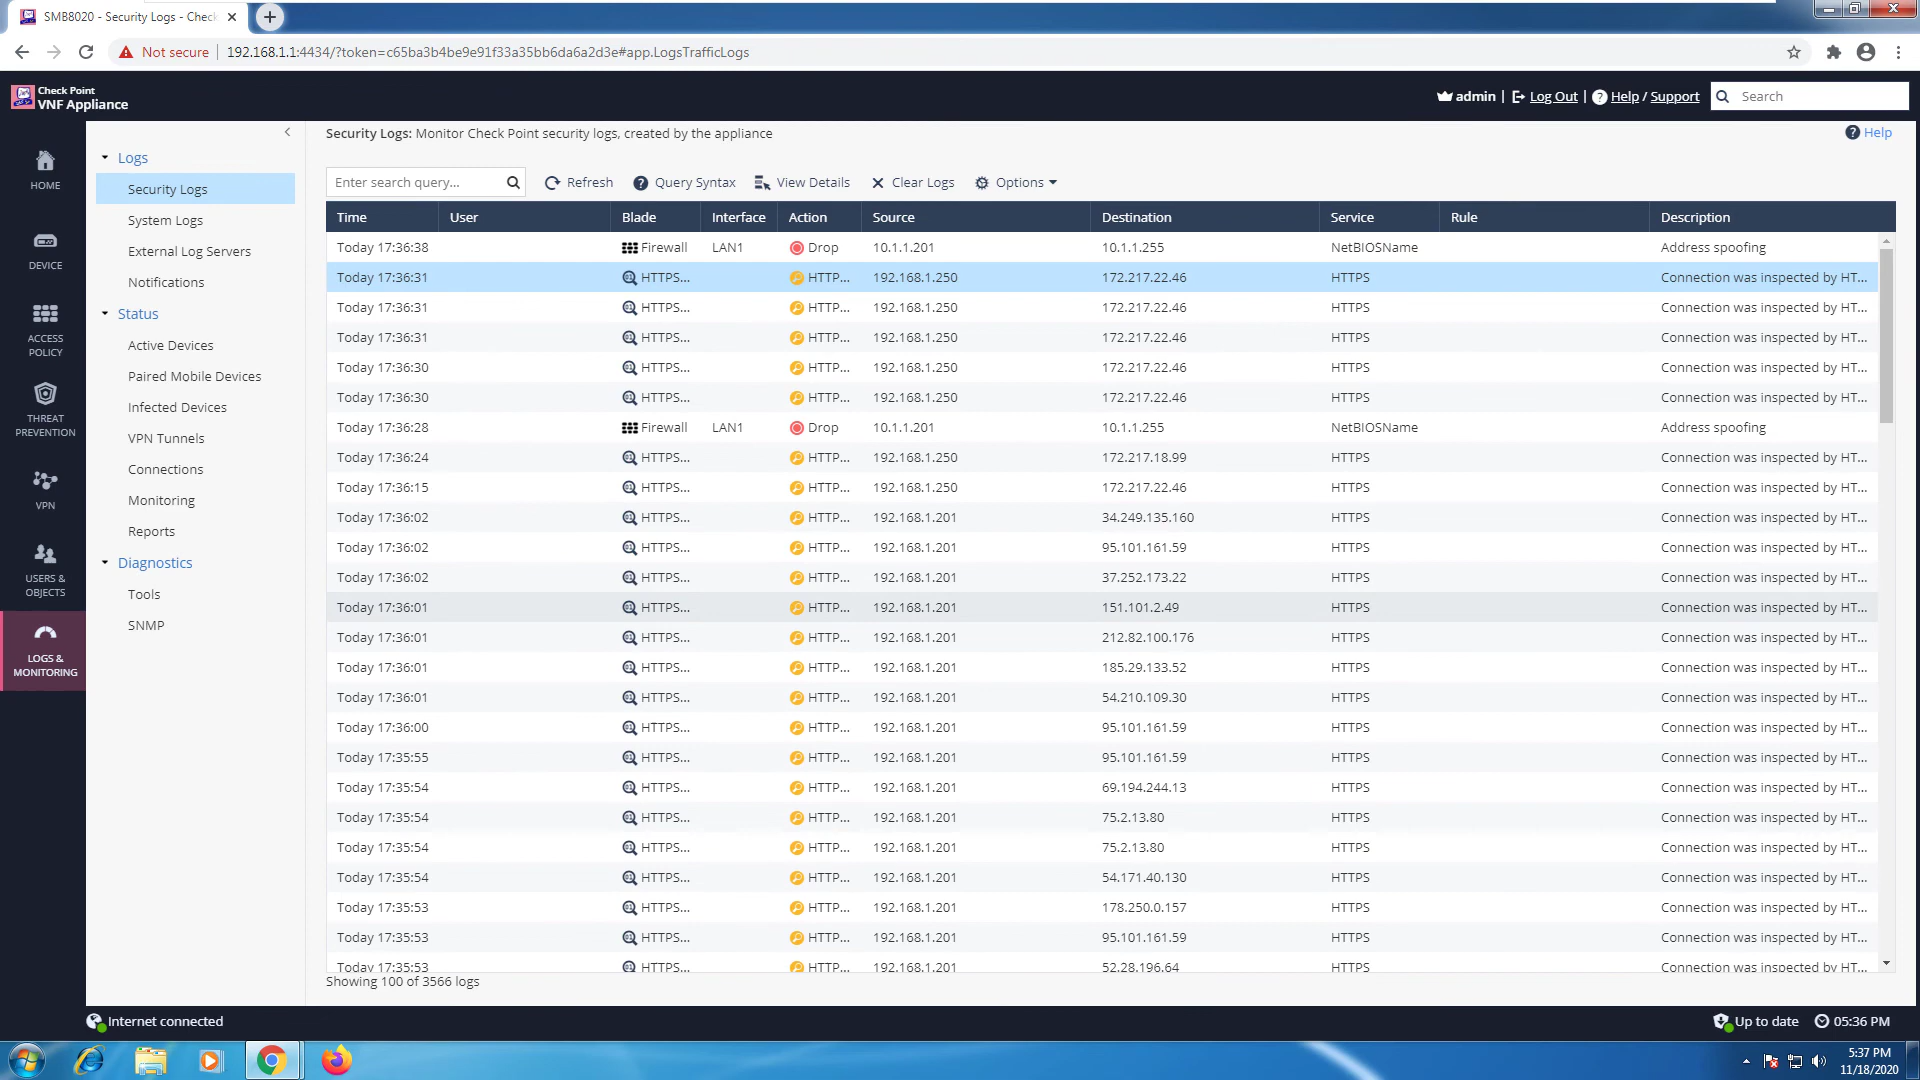 SMB8020 - Security Logs - Chec
Not secure 192.168.1.1:4434/?token=c65ba3b4be9e91f33a35bb6da6a2d3e#app.LogsTrafficLogs
Check Point
VNF Appliance
admin | Log Out | Help / Support Search
HOME
DEVICE
ACCESS
POLICY
THREAT
PREVENTION
VPN
USERS &
OBJECTS
LOGS &
MONITORING
Logs
Security Logs
System Logs
External Log Servers
Notifications
Status
Active Devices
Paired Mobile Devices
Infected Devices
VPN Tunnels
Connections
Monitoring
Reports
Diagnostics
Tools
SNMP
Security Logs: Monitor Check Point security logs, created by the appliance
Help
Enter search query... Refresh Query Syntax View Details Clear Logs Options
Time User Blade Interface Action Source Destination Service Rule Description
Today 17:36:38 Firewall LAN1 Drop 10.1.1.201 10.1.1.255 NetBIOSName Address spoofing
Today 17:36:31 HTTPS... HTTP... 192.168.1.250 172.217.22.46 HTTPS Connection was inspected by HT...
Today 17:36:31 HTTPS... HTTP... 192.168.1.250 172.217.22.46 HTTPS Connection was inspected by HT...
Today 17:36:31 HTTPS... HTTP... 192.168.1.250 172.217.22.46 HTTPS Connection was inspected by HT...
Today 17:36:30 HTTPS... HTTP... 192.168.1.250 172.217.22.46 HTTPS Connection was inspected by HT...
Today 17:36:30 HTTPS... HTTP... 192.168.1.250 172.217.22.46 HTTPS Connection was inspected by HT...
Today 17:36:28 Firewall LAN1 Drop 10.1.1.201 10.1.1.255 NetBIOSName Address spoofing
Today 17:36:24 HTTPS... HTTP... 192.168.1.250 172.217.18.99 HTTPS Connection was inspected by HT...
Today 17:36:15 HTTPS... HTTP... 192.168.1.250 172.217.22.46 HTTPS Connection was inspected by HT...
Today 17:36:02 HTTPS... HTTP... 192.168.1.201 34.249.135.160 HTTPS Connection was inspected by HT...
Today 17:36:02 HTTPS... HTTP... 192.168.1.201 95.101.161.59 HTTPS Connection was inspected by HT...
Today 17:36:02 HTTPS... HTTP... 192.168.1.201 37.252.173.22 HTTPS Connection was inspected by HT...
Today 17:36:01 HTTPS... HTTP... 192.168.1.201 151.101.2.49 HTTPS Connection was inspected by HT...
Today 17:36:01 HTTPS... HTTP... 192.168.1.201 212.82.100.176 HTTPS Connection was inspected by HT...
Today 17:36:01 HTTPS... HTTP... 192.168.1.201 185.29.133.52 HTTPS Connection was inspected by HT...
Today 17:36:01 HTTPS... HTTP... 192.168.1.201 54.210.109.30 HTTPS Connection was inspected by HT...
Today 17:36:00 HTTPS... HTTP... 192.168.1.201 95.101.161.59 HTTPS Connection was inspected by HT...
Today 17:35:55 HTTPS... HTTP... 192.168.1.201 95.101.161.59 HTTPS Connection was inspected by HT...
Today 17:35:54 HTTPS... HTTP... 192.168.1.201 69.194.244.13 HTTPS Connection was inspected by HT...
Today 17:35:54 HTTPS... HTTP... 192.168.1.201 75.2.13.80 HTTPS Connection was inspected by HT...
Today 17:35:54 HTTPS... HTTP... 192.168.1.201 75.2.13.80 HTTPS Connection was inspected by HT...
Today 17:35:54 HTTPS... HTTP... 192.168.1.201 54.171.40.130 HTTPS Connection was inspected by HT...
Today 17:35:53 HTTPS... HTTP... 192.168.1.201 178.250.0.157 HTTPS Connection was inspected by HT...
Today 17:35:53 HTTPS... HTTP... 192.168.1.201 95.101.161.59 HTTPS Connection was inspected by HT...
Today 17:35:53 HTTPS... HTTP... 192.168.1.201 52.28.196.64 HTTPS Connection was inspected by HT...
Showing 100 of 3566 logs
Internet connected Up to date 05:36 PM
5:37 PM
11/18/2020